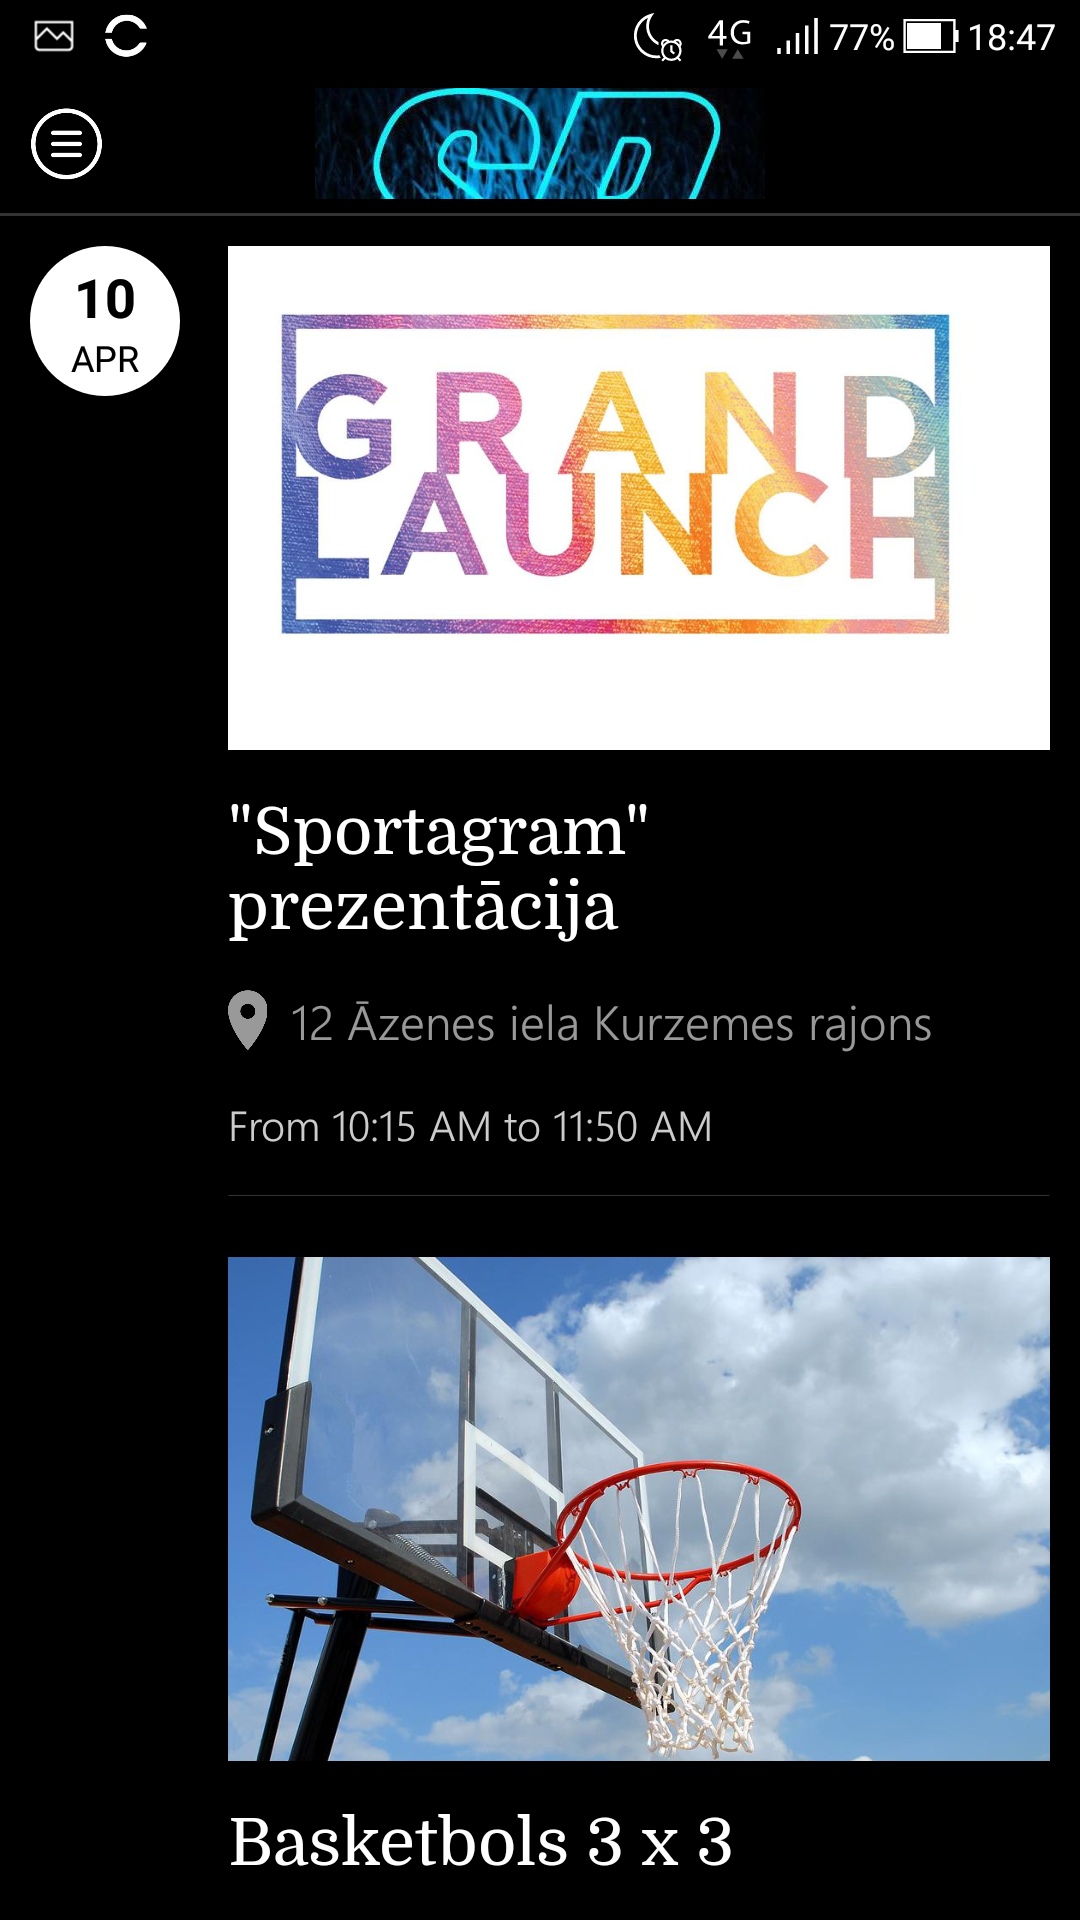 4G 77% 18:47
SP
10
APR
GRAND
LAUNCH
"Sportagram"
prezentācija
12 Āzenes iela Kurzemes rajons
From 10:15 AM to 11:50 AM
Basketbols 3 x 3